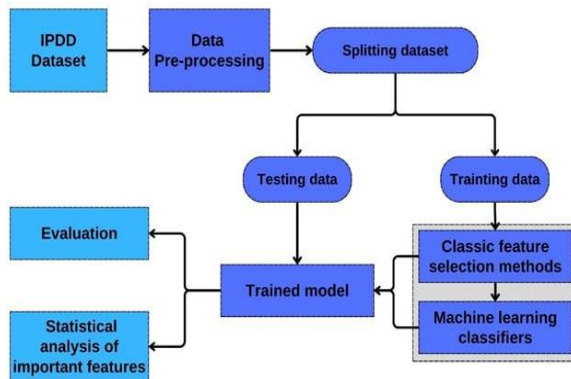 IPDD
Dataset
Data
Pre-processing
Splitting dataset
Testing data
Trainting data
Evaluation
Classic feature
selection methods
Trained model
Machine learning
classifiers
Statistical
analysis of
important features